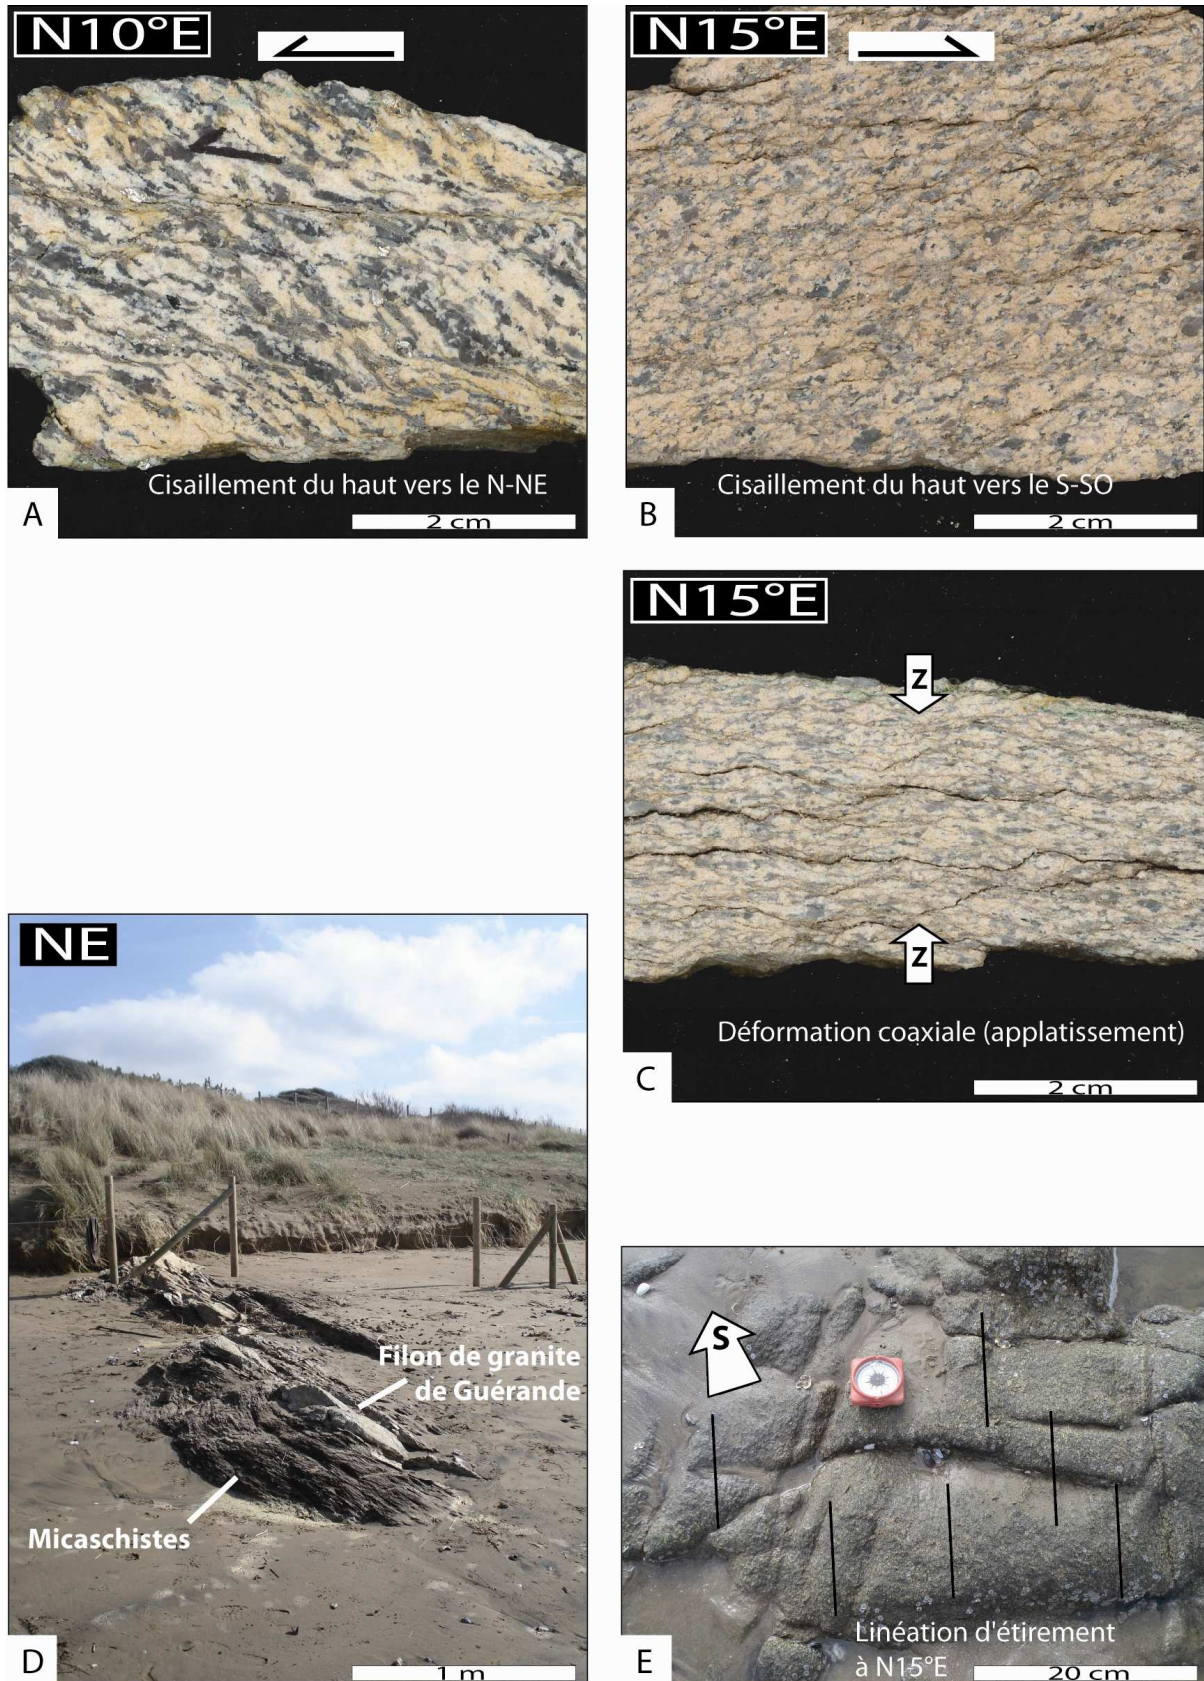 N10°E
Cisaillement du haut vers le N-NE
A
2 cm
N15°E
Cisaillement du haut vers le S-SO
B
2 cm
N15°E
Z
Z
Déformation coaxiale (applatissement)
C
2 cm
NE
Filon de granite
de Guérande
Micaschistes
D
1 m
S
Linéation d'étirement
à N15°E
E
20 cm